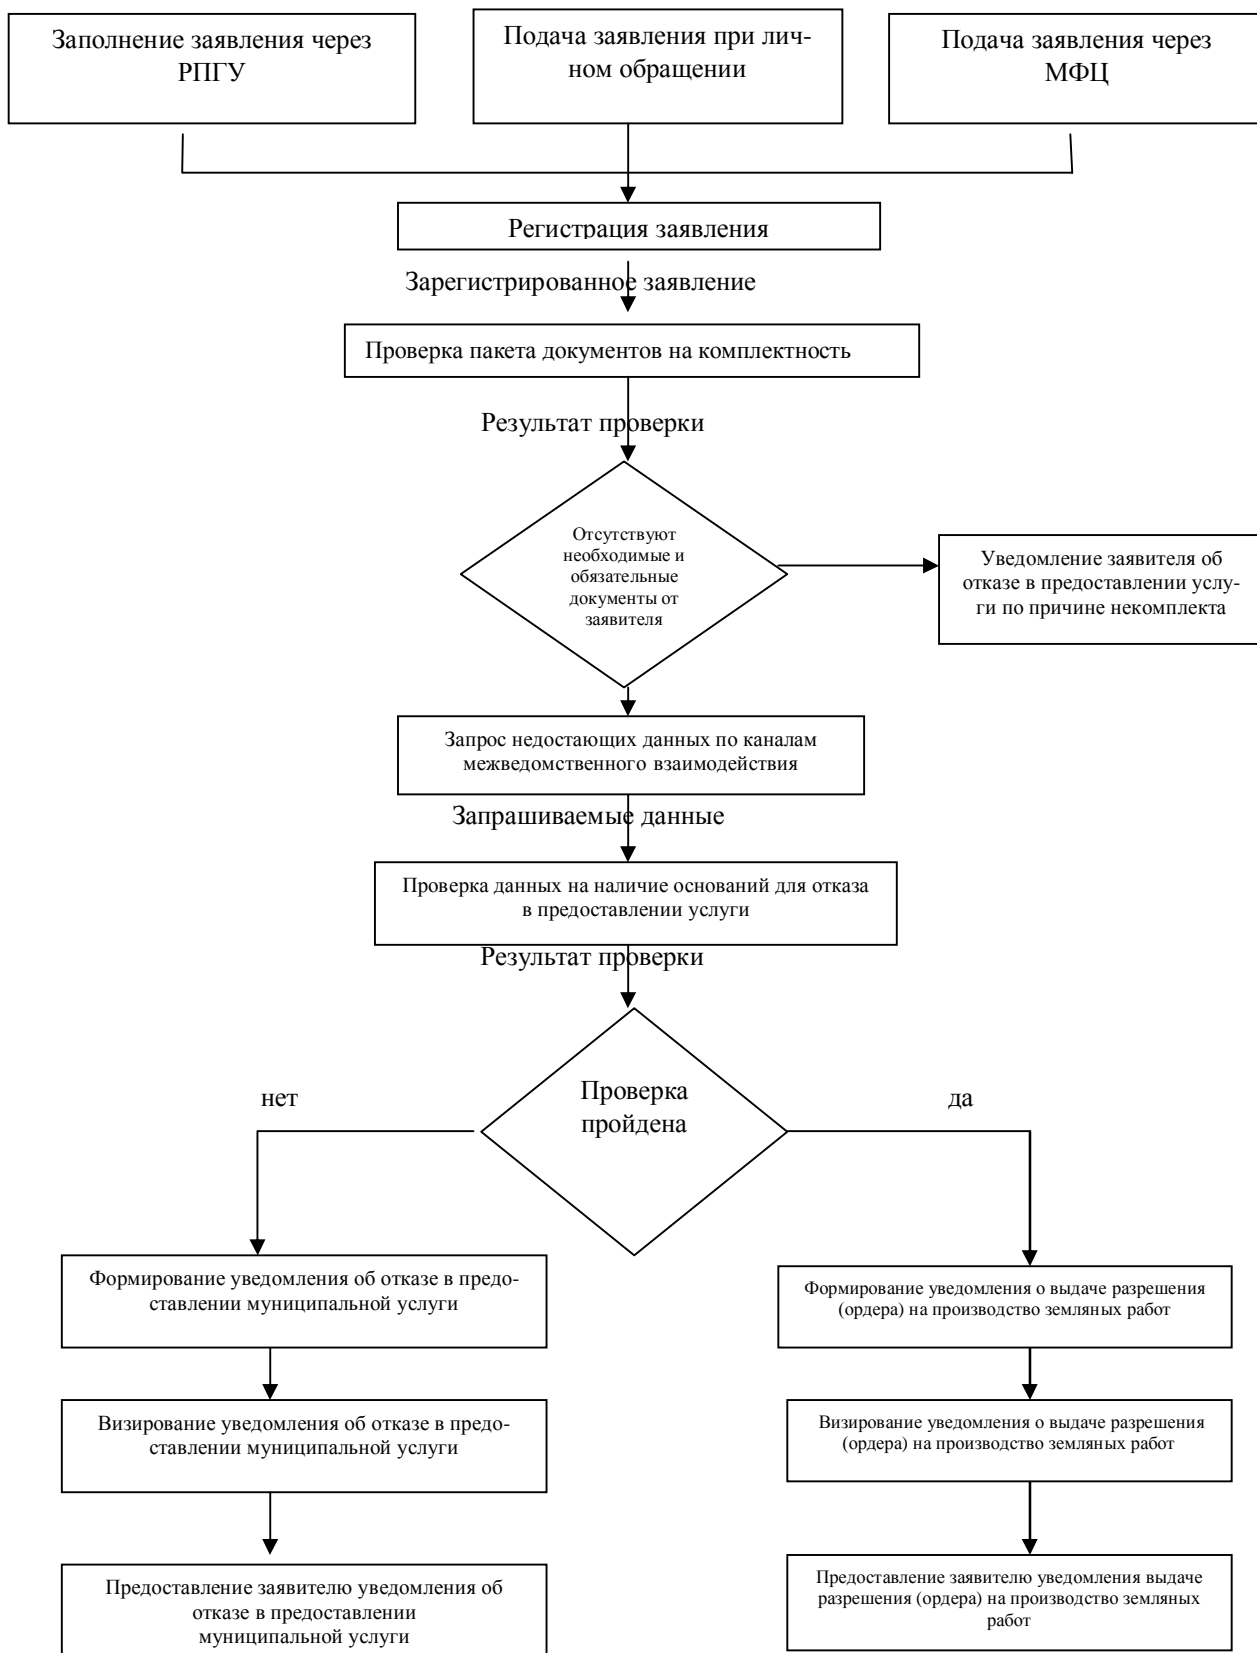 Заполнение заявления через
РПГУ
Подача заявления при лич-
ном обращении
Подача заявления через
МФЦ
Регистрация заявления
Зарегистрированное заявление
Проверка пакета документов на комплектность
Результат проверки
Отсутствуют
необходимые и
обязательные
документы от
заявителя
Уведомление заявителя об
отказе в предоставлении услу-
ги по причине некомплекта
Запрос недостающих данных по каналам
межведомственного взаимодействия
Запрашиваемые данные
Проверка данных на наличие оснований для отказа
в предоставлении услуги
Результат проверки
Проверка
пройдена
нет
да
Формирование уведомления об отказе в предо-
ставлении муниципальной услуги
Формирование уведомления о выдаче разрешения
(ордера) на производство земляных работ
Визирование уведомления об отказе в предо-
ставлении муниципальной услуги
Визирование уведомления о выдаче разрешения
(ордера) на производство земляных работ
Предоставление заявителю уведомления об
отказе в предоставлении
муниципальной услуги
Предоставление заявителю уведомления выдаче
разрешения (ордера) на производство земляных
работ